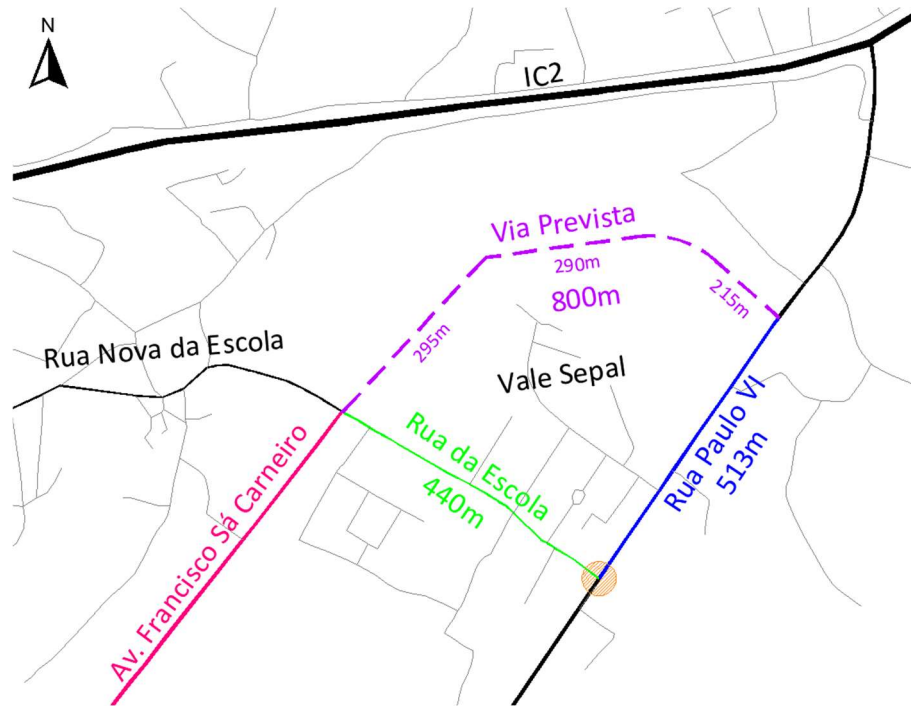 N
IC2
Via Prevista
290m
800m
215m
295m
Rua Nova da Escola
Vale Sepal
Rua da Escola
440m
Rua Paulo VI
513m
Av. Francisco Sá Carneiro